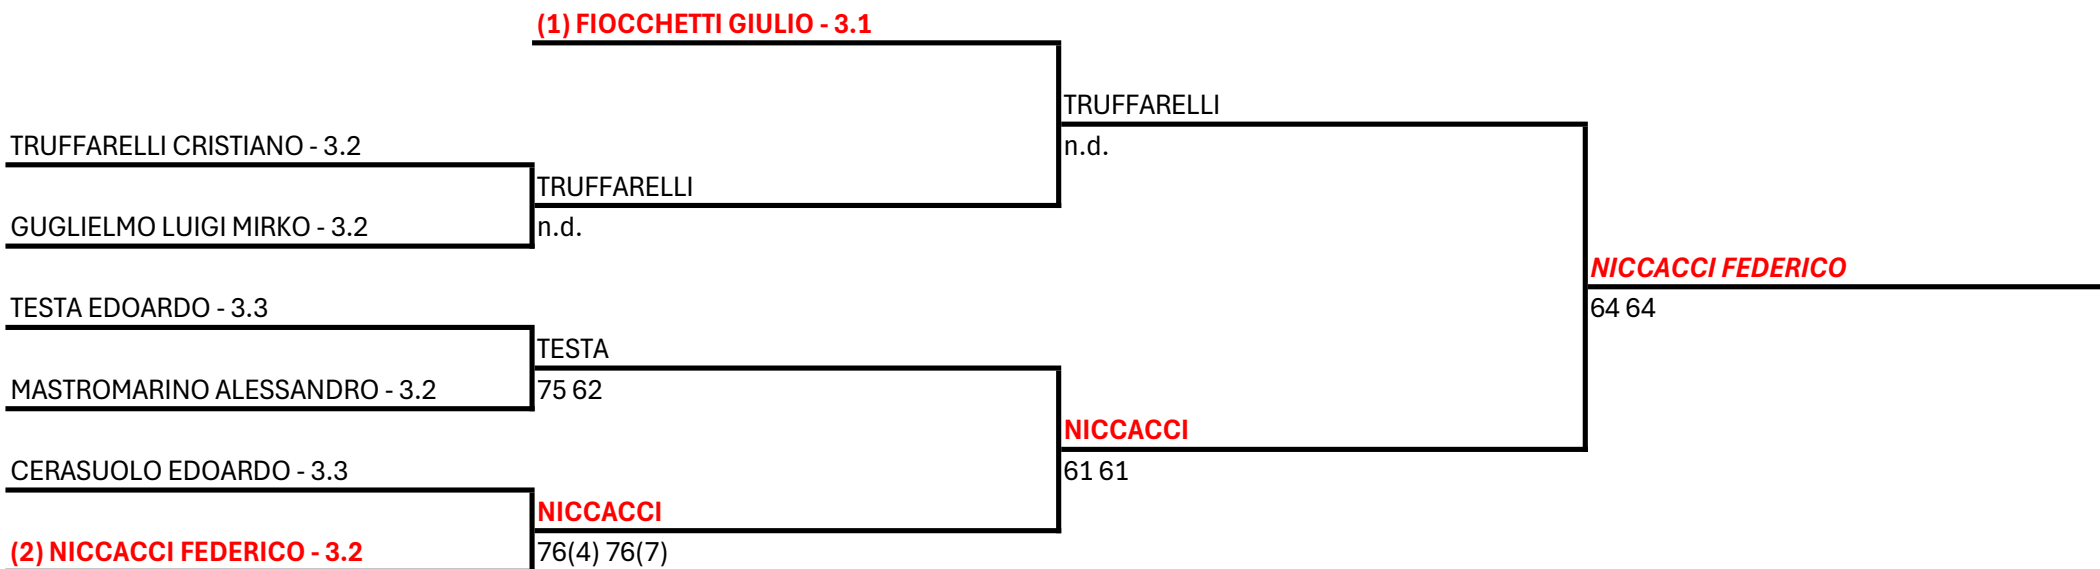 (1) FIOCCHETTI GIULIO - 3.1
TRUFFARELLI
TRUFFARELLI CRISTIANO - 3.2
n.d.
TRUFFARELLI
GUGLIELMO LUIGI MIRKO - 3.2
n.d.
NICCACCI FEDERICO
TESTA EDOARDO - 3.3
64 64
TESTA
MASTROMARINO ALESSANDRO - 3.2
75 62
NICCACCI
CERASUOLO EDOARDO - 3.3
61 61
NICCACCI
(2) NICCACCI FEDERICO - 3.2
76(4) 76(7)